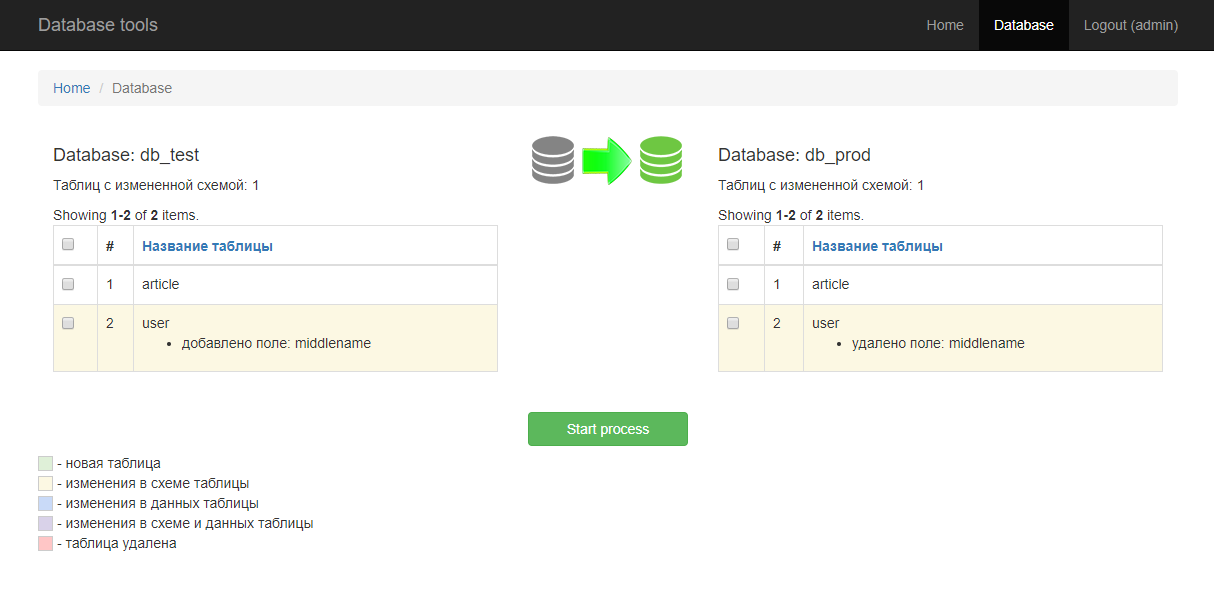 Database tools Home Database Logout (admin)
Home / Database
Database: db_test
Таблиц с измененной схемой: 1
Showing 1-2 of 2 items.
# Название таблицы
1 article
2 user
добавлено поле: middlename
Database: db_prod
Таблиц с измененной схемой: 1
Showing 1-2 of 2 items.
# Название таблицы
1 article
2 user
удалено поле: middlename
Start process
- новая таблица
- изменения в схеме таблицы
- изменения в данных таблицы
- изменения в схеме и данных таблицы
- таблица удалена